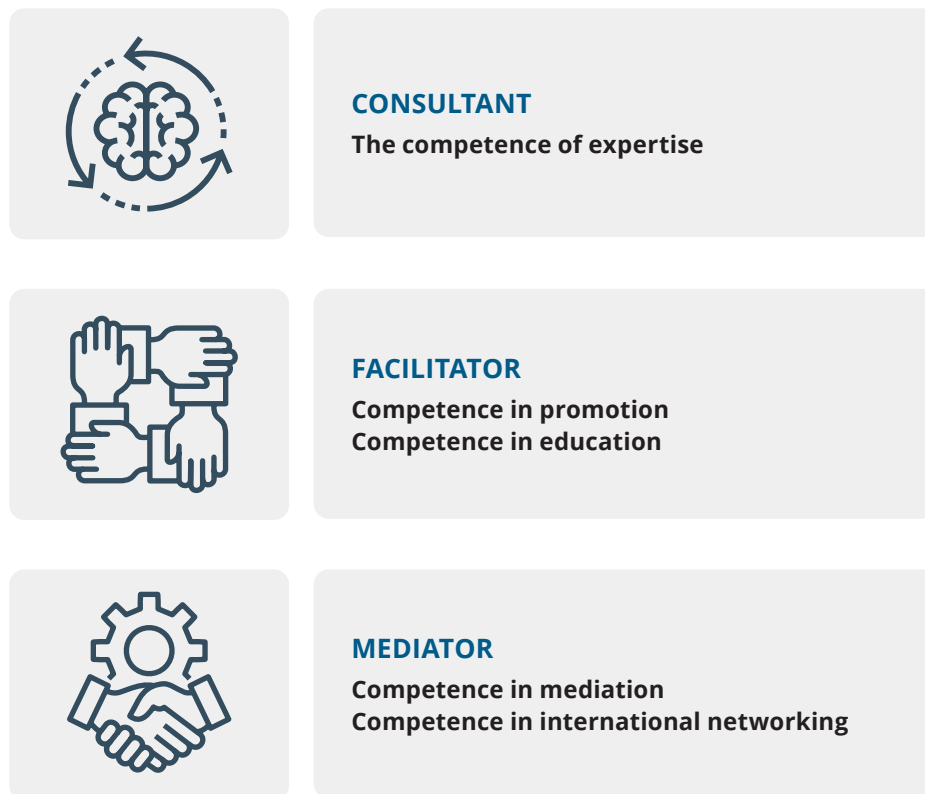 CONSULTANT
The competence of expertise
FACILITATOR
Competence in promotion
Competence in education
MEDIATOR
Competence in mediation
Competence in international networking